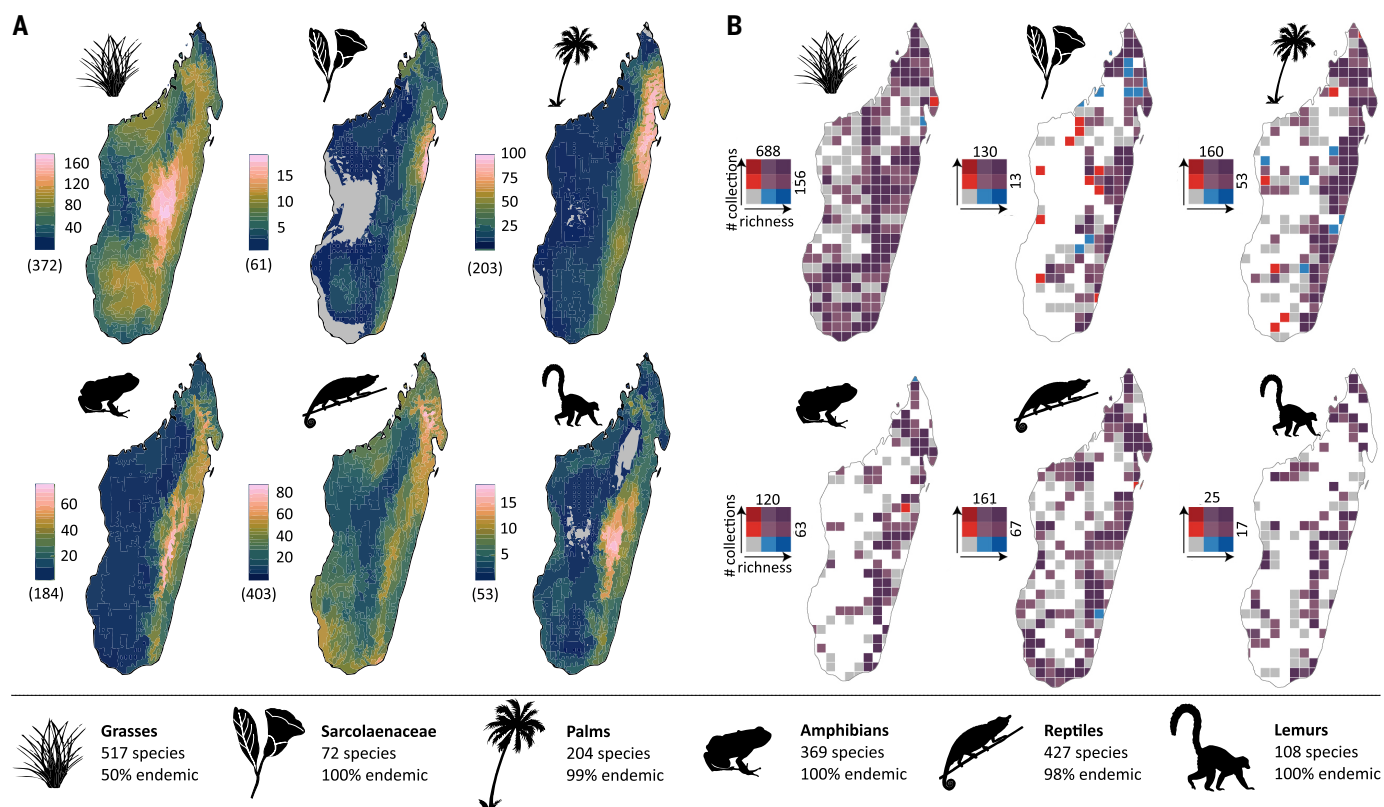 A
160
120
80
40
(372)
15
10
5
(61)
100
75
50
25
(203)
60
40
20
(184)
80
60
40
20
(403)
15
10
5
(53)
B
688
156
# collections
richness
130
13
160
53
120
63
# collections
richness
161
67
25
17
Grasses
517 species
50% endemic
Sarcolaenaceae
72 species
100% endemic
Palms
204 species
99% endemic
Amphibians
369 species
100% endemic
Reptiles
427 species
98% endemic
Lemurs
108 species
100% endemic